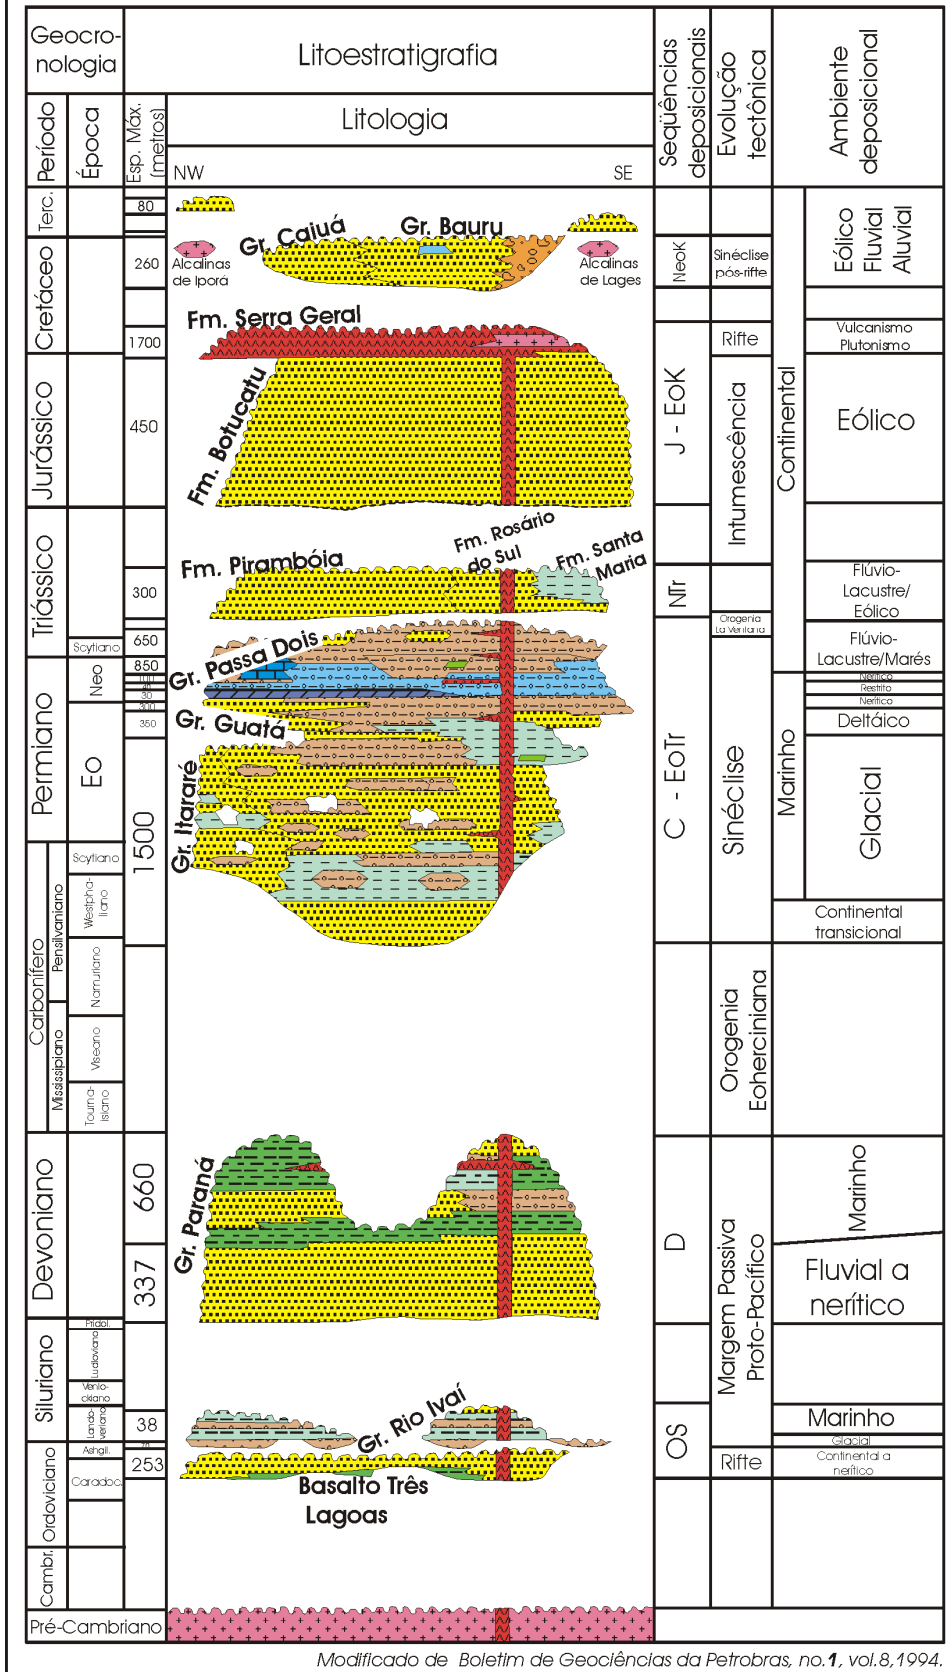 Geocro-
nologia
Litoestratigrafia
Seqüências
deposicionais
Evolução
tectônica
Ambiente
deposicional
Período
Época
Esp. Máx.
(metros)
Litologia
NW
SE
Terc.
80
Gr. Caiuá
Gr. Bauru
Eólico
Fluvial
Aluvial
Cretáceo
260
Alcalinas
de Iporá
Alcalinas
de Lages
NeoK
Sinéclise
pós-rifte
Fm. Serra Geral
1700
Rifte
Vulcanismo
Plutonismo
Jurássico
450
Fm. Botucatu
J - EoK
Intumescência
Continental
Eólico
Triássico
Fm. Pirambóia
Fm. Rosário
do Sul
Fm. Santa
Maria
300
NTr
Flúvio-
Lacustre/
Eólico
Orogenia
La Ventana
Scytiano
650
Gr. Passa Dois
Flúvio-
Lacustre/Marés
Permiano
Neo
850
Nerítico
Restrito
30
Nerítico
300
Gr. Guatá
350
Deltáico
Eo
Gr. Itararé
1500
C - EoTr
Sinéclise
Marinho
Glacial
Carbonífero
Pensilvaniano
Scytiano
Westpha-
liano
Continental
transicional
Namuriano
Mississipiano
Viseano
Tourna-
isiano
Orogenia
Eoherciniana
Devoniano
660
337
Gr. Paraná
D
Margem Passiva
Proto-Pacífico
Marinho
Fluvial a
nerítico
Siluriano
Pridol.
Ludloviano
Venlo-
ckiano
Lando-
veriano
38
Gr. Rio Ivaí
OS
Marinho
Glacial
Ordoviciano
Ashgil.
Caradoc.
253
Basalto Três
Lagoas
Rifte
Continental a
nerítico
Cambr.
Pré-Cambriano
Modificado de Boletim de Geociências da Petrobras, no.1, vol.8,1994.